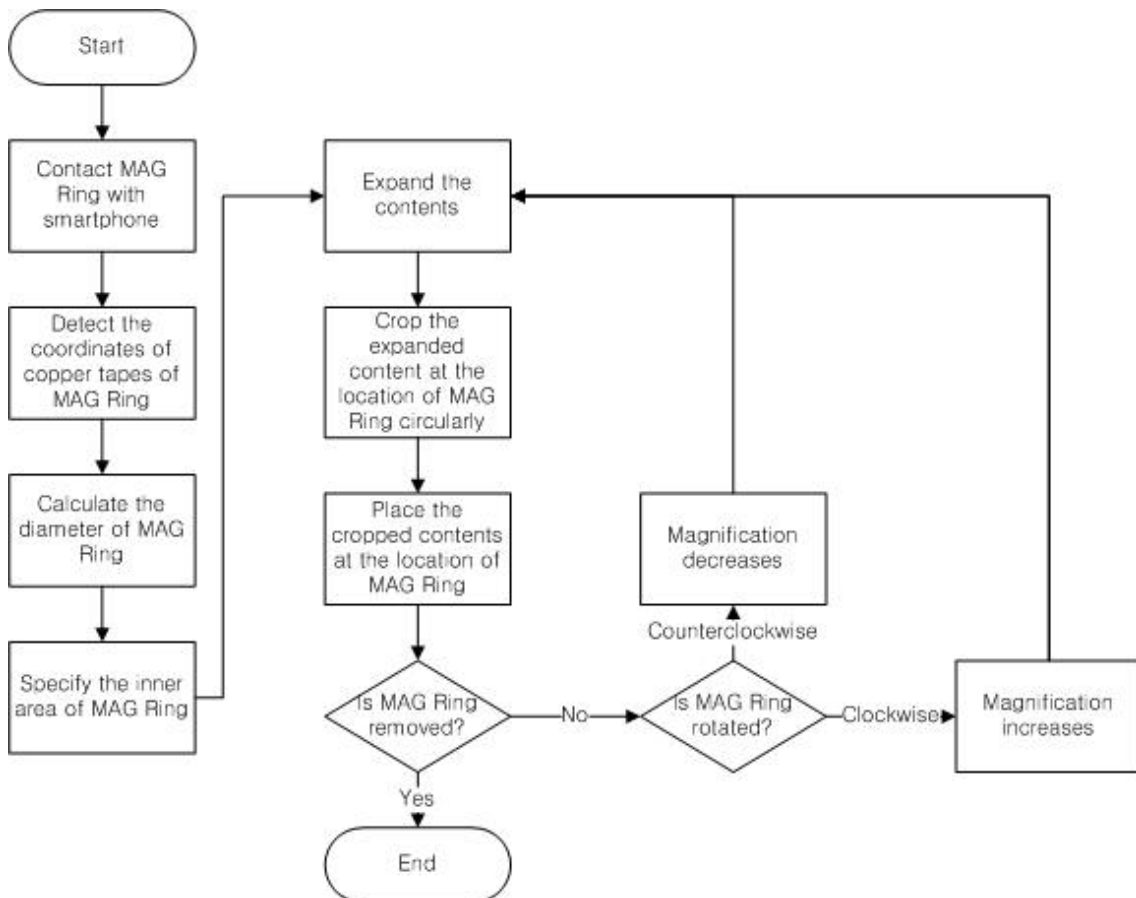 Start
Contact MAG
Ring with
smartphone
Detect the
coordinates of
copper tapes of
MAG Ring
Calculate the
diameter of MAG
Ring
Specify the inner
area of MAG Ring
Expand the
contents
Crop the
expanded
content at the
location of MAG
Ring circularly
Place the
cropped contents
at the location of
MAG Ring
Is MAG Ring
removed?
Yes
End
No
Is MAG Ring
rotated?
Counterclockwise
Magnification
decreases
Clockwise
Magnification
increases